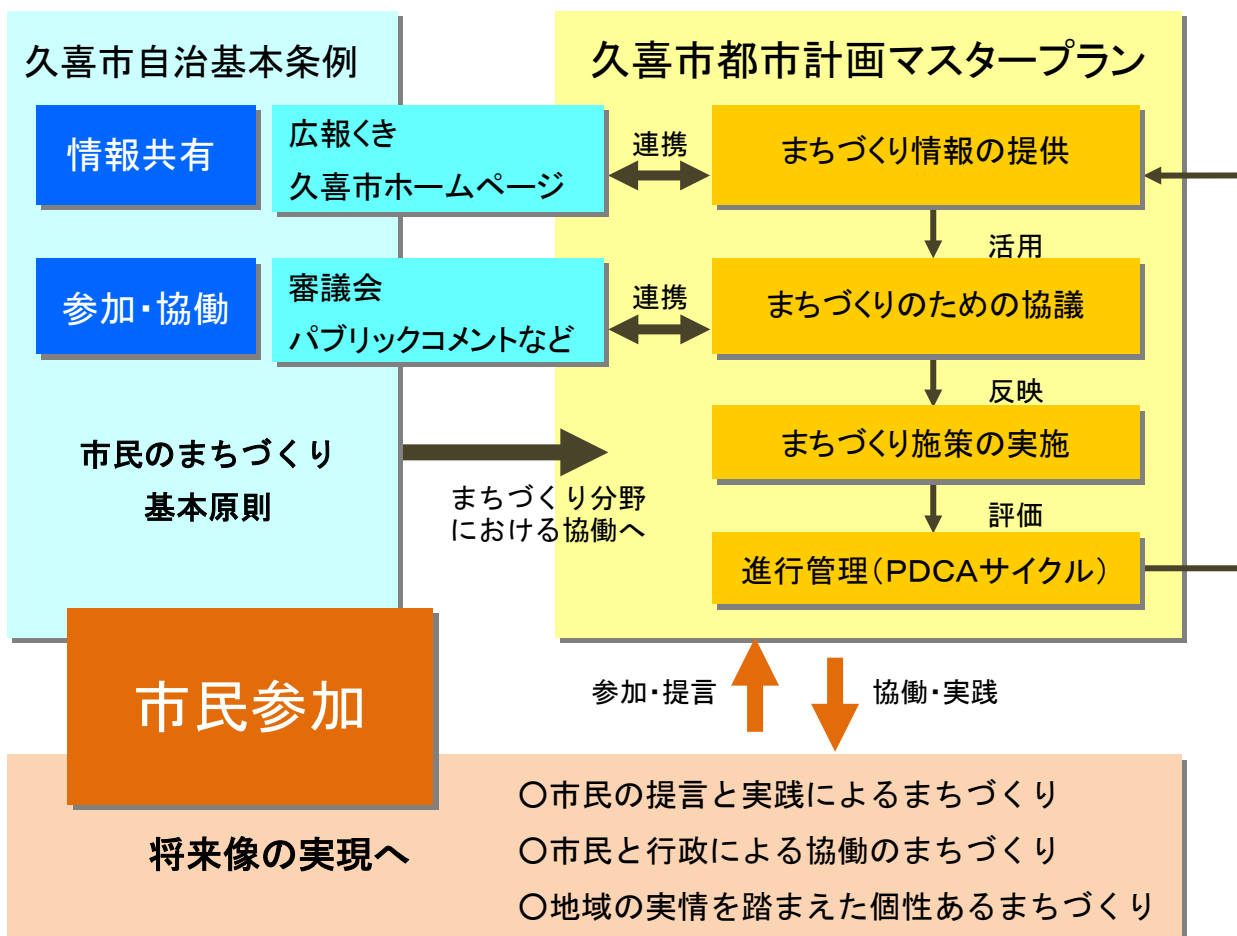 久喜市自治基本条例
情報共有
広報くき
久喜市ホームページ
参加・協働
審議会
パブリックコメントなど
市民のまちづくり
基本原則
まちづくり分野
における協働へ
久喜市都市計画マスタープラン
連携
まちづくり情報の提供
活用
連携
まちづくりのための協議
反映
まちづくり施策の実施
評価
進行管理(PDCAサイクル)
市民参加
参加・提言
協働・実践
将来像の実現へ
○市民の提言と実践によるまちづくり
○市民と行政による協働のまちづくり
○地域の実情を踏まえた個性あるまちづくり